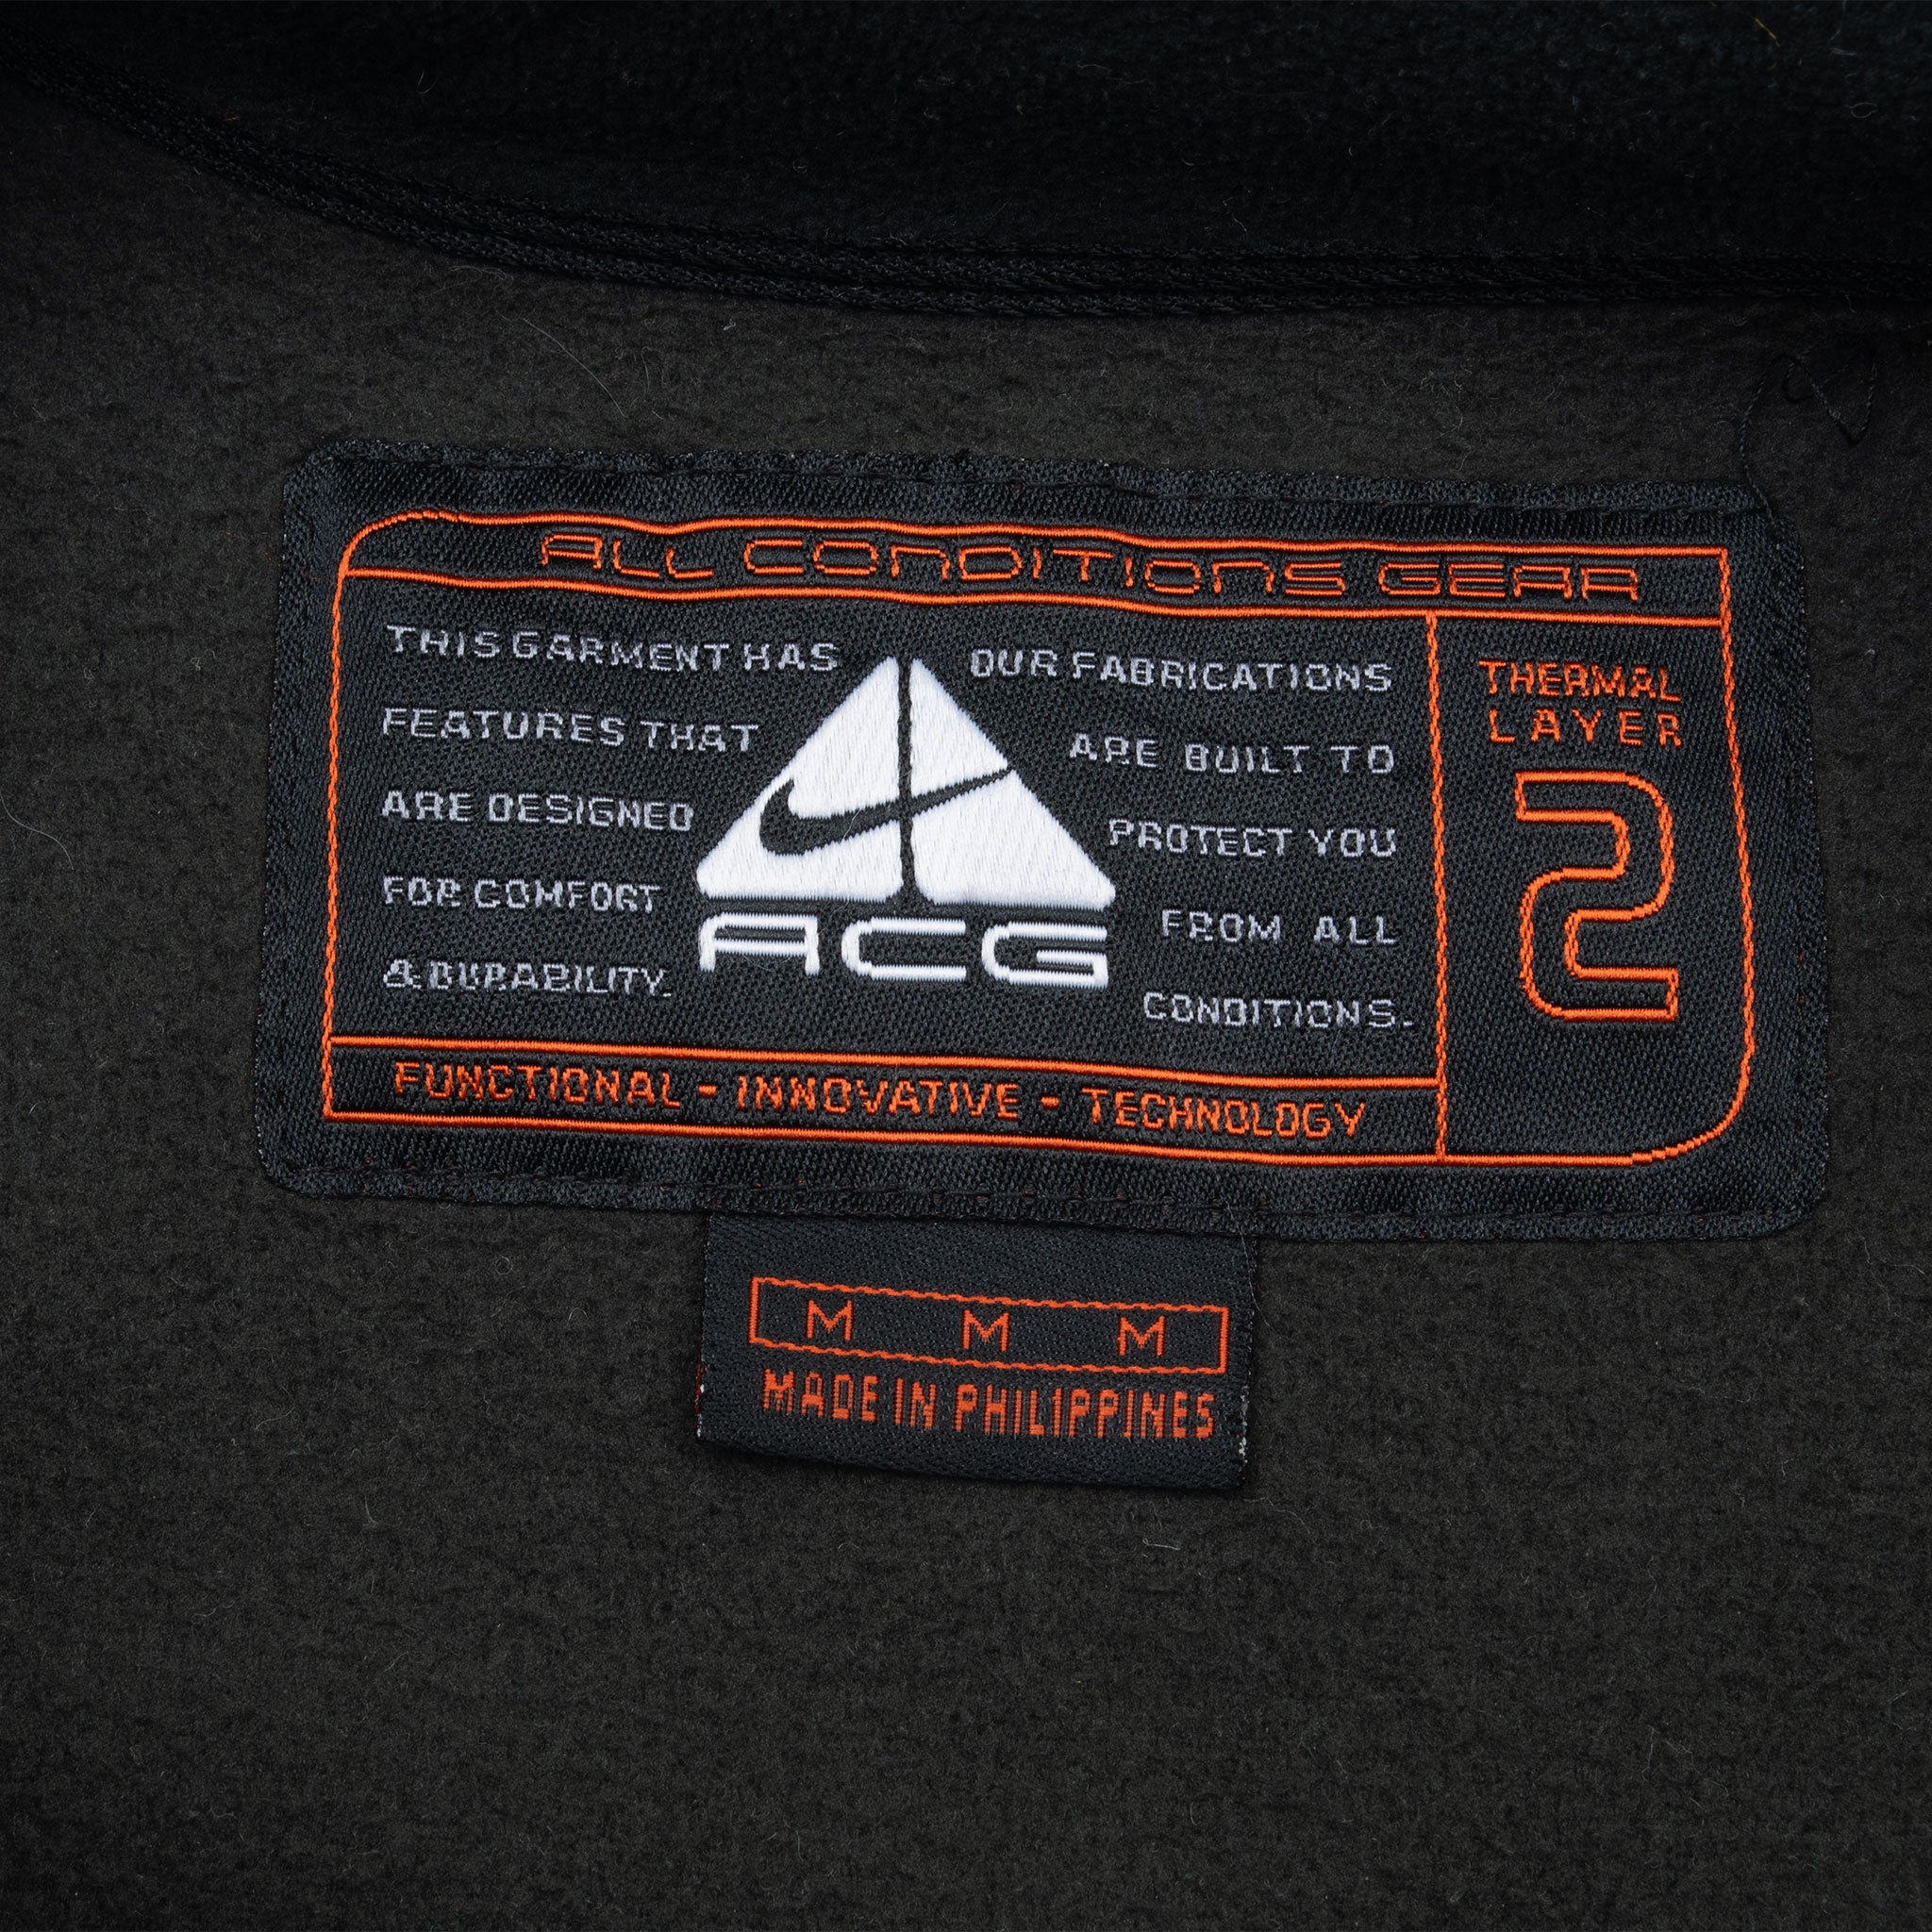 ALL CONDITIONS GEAR
THIS GARMENT HAS
FEATURES THAT
ARE DESIGNED
FOR COMFORT
& DURABILITY.
ACG
OUR FABRICATIONS
ARE BUILT TO
PROTECT YOU
FROM ALL
CONDITIONS.
THERMAL
LAYER
2
FUNCTIONAL - INNOVATIVE - TECHNOLOGY
M M M
MADE IN PHILIPPINES